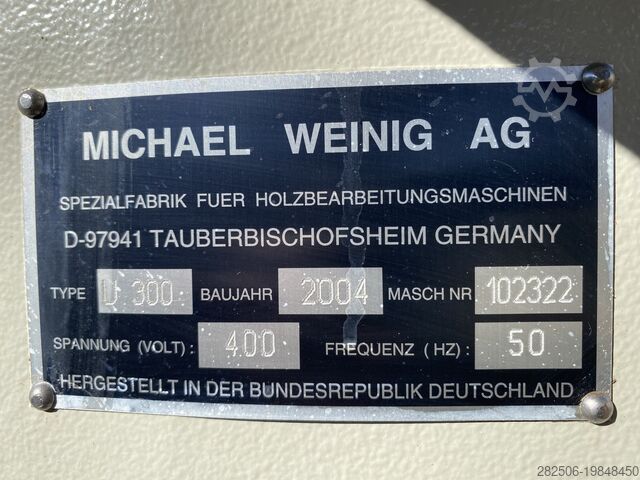 MICHAEL WEINIG AG
SPEZIALFABRIK FUER HOLZBEARBEITUNGSMASCHINEN
D-97941 TAUBERBISCHOFSHEIM GERMANY
TYPE U 300 BAUJAHR 2004 MASCH NR 102322
SPANNUNG (VOLT) : 400 FREQUENZ ( HZ) : 50
HERGESTELLT IN DER BUNDESREPUBLIK DEUTSCHLAND
282506-19848450